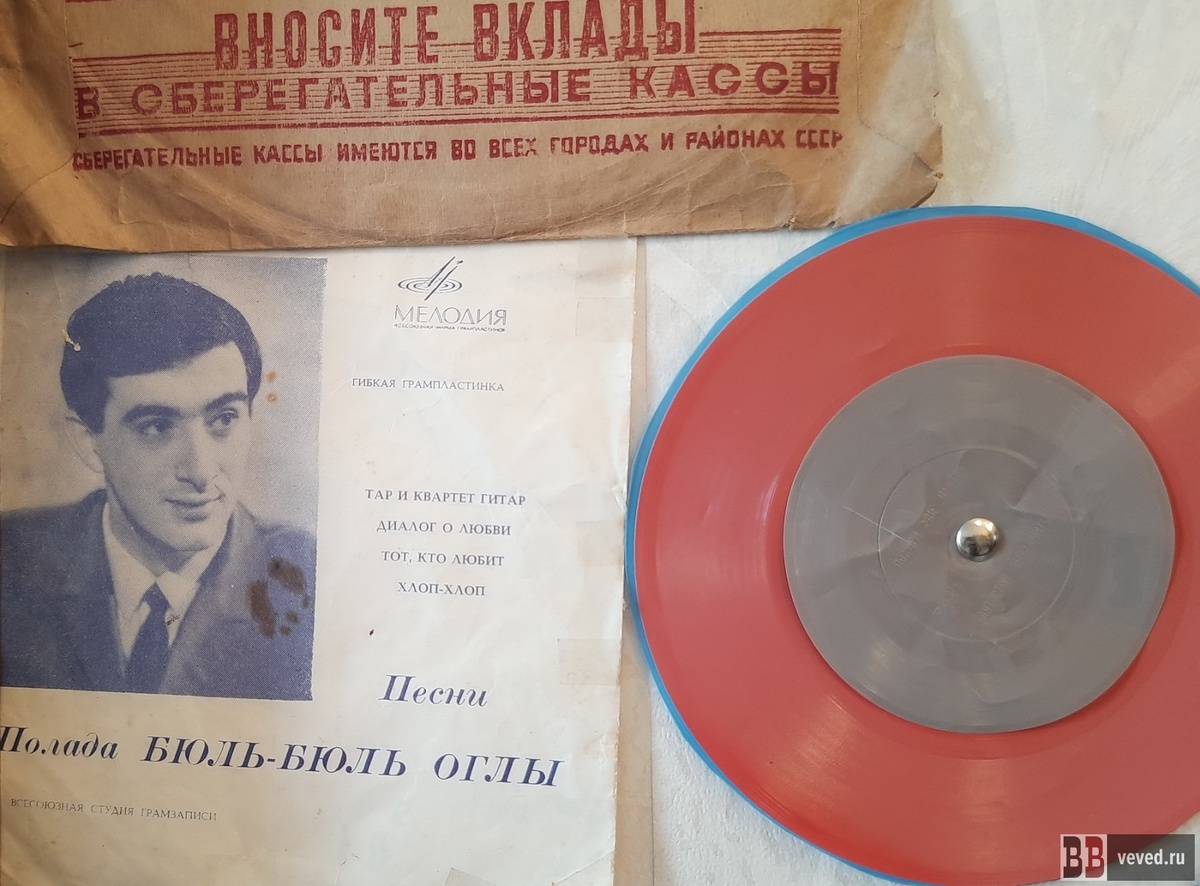 ВНОСИТЕ ВКЛАДЫ
В СБЕРЕГАТЕЛЬНЫЕ КАССЫ
СБЕРЕГАТЕЛЬНЫЕ КАССЫ ИМЕЮТСЯ ВО ВСЕХ ГОРОДАХ И РАЙОНАХ СССР
МЕЛОДИЯ
ВСЕСОЮЗНАЯ ФИРМА ГРАМПЛАСТИНОК
ГИБКАЯ ГРАМПЛАСТИНКА
ТАР И КВАРТЕТ ГИТАР
ДИАЛОГ О ЛЮБВИ
ТОТ, КТО ЛЮБИТ
ХЛОП-ХЛОП
Песни
Полада БЮЛЬ-БЮЛЬ ОГЛЫ
ВСЕСОЮЗНАЯ СТУДИЯ ГРАМЗАПИСИ
BB veved.ru